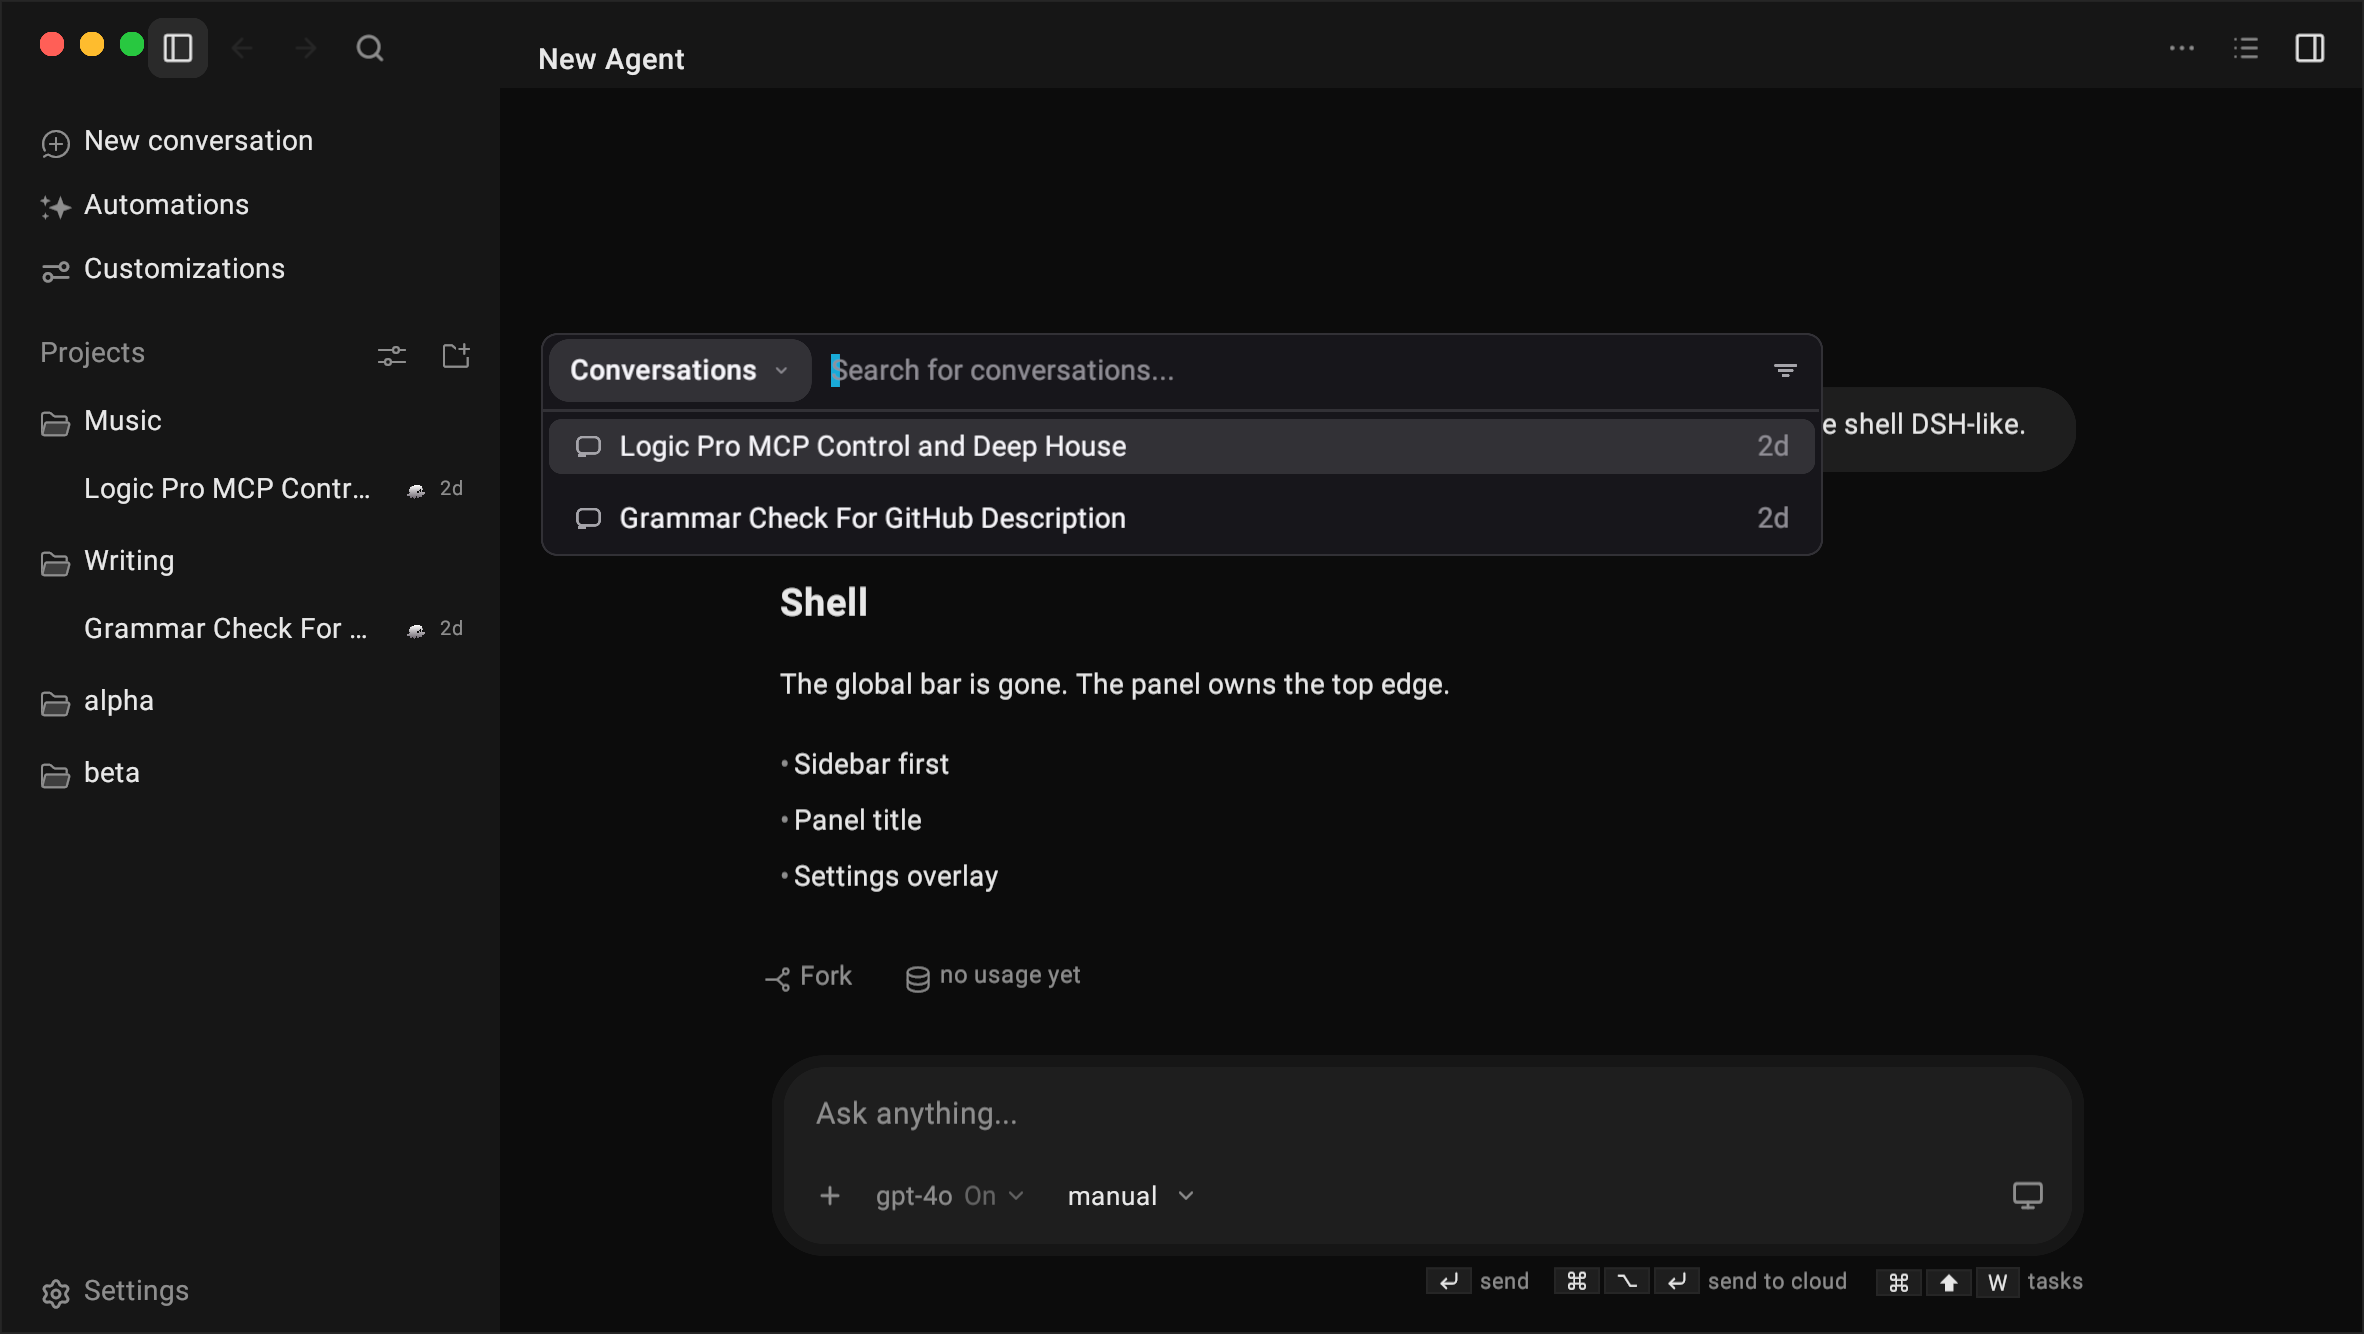 New Agent
New conversation
Automations
Customizations
Projects
Music
Logic Pro MCP Contr... 2d
Writing
Grammar Check For ... 2d
alpha
beta
Settings
Conversations Search for conversations...
Logic Pro MCP Control and Deep House 2d
Grammar Check For GitHub Description 2d
e shell DSH-like.
Shell
The global bar is gone. The panel owns the top edge.
• Sidebar first
• Panel title
• Settings overlay
Fork no usage yet
Ask anything...
+ gpt-4o On manual
↵ send ⌘ ⌥ ↵ send to cloud ⌘ ⬆ W tasks